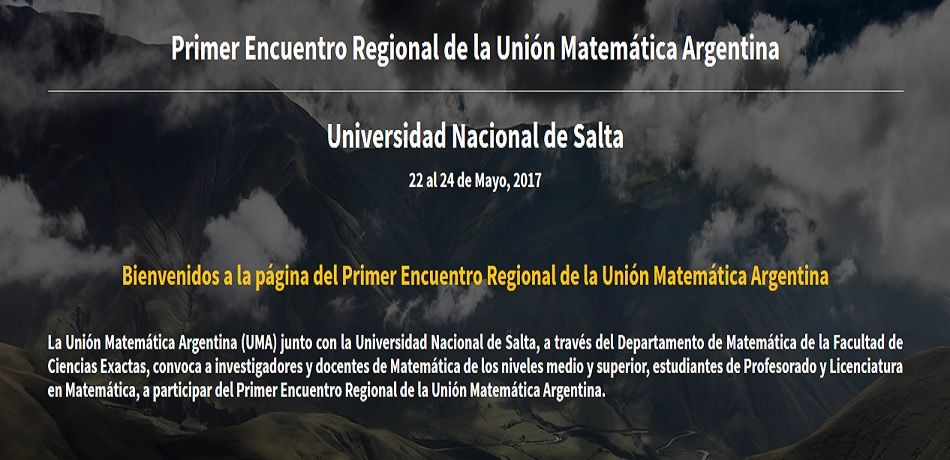 Primer Encuentro Regional de la Unión Matemática Argentina
Universidad Nacional de Salta
22 al 24 de Mayo, 2017
Bienvenidos a la página del Primer Encuentro Regional de la Unión Matemática Argentina
La Unión Matemática Argentina (UMA) junto con la Universidad Nacional de Salta, a través del Departamento de Matemática de la Facultad de
Ciencias Exactas, convoca a investigadores y docentes de Matemática de los niveles medio y superior, estudiantes de Profesorado y Licenciatura
en Matemática, a participar del Primer Encuentro Regional de la Unión Matemática Argentina.